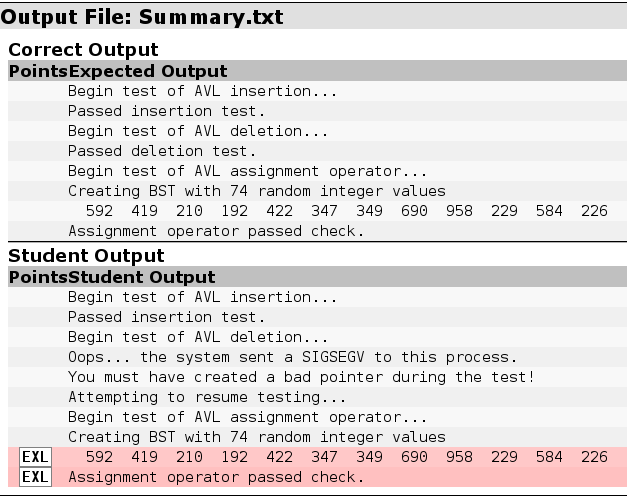 Output File: Summary.txt
Correct Output
Points Expected Output
Begin test of AVL insertion...
Passed insertion test.
Begin test of AVL deletion...
Passed deletion test.
Begin test of AVL assignment operator...
Creating BST with 74 random integer values
592 419 210 192 422 347 349 690 958 229 584 226
Assignment operator passed check.
Student Output
Points Student Output
Begin test of AVL insertion...
Passed insertion test.
Begin test of AVL deletion...
Oops... the system sent a SIGSEGV to this process.
You must have created a bad pointer during the test!
Attempting to resume testing...
Begin test of AVL assignment operator...
Creating BST with 74 random integer values
EXL 592 419 210 192 422 347 349 690 958 229 584 226
EXL Assignment operator passed check.